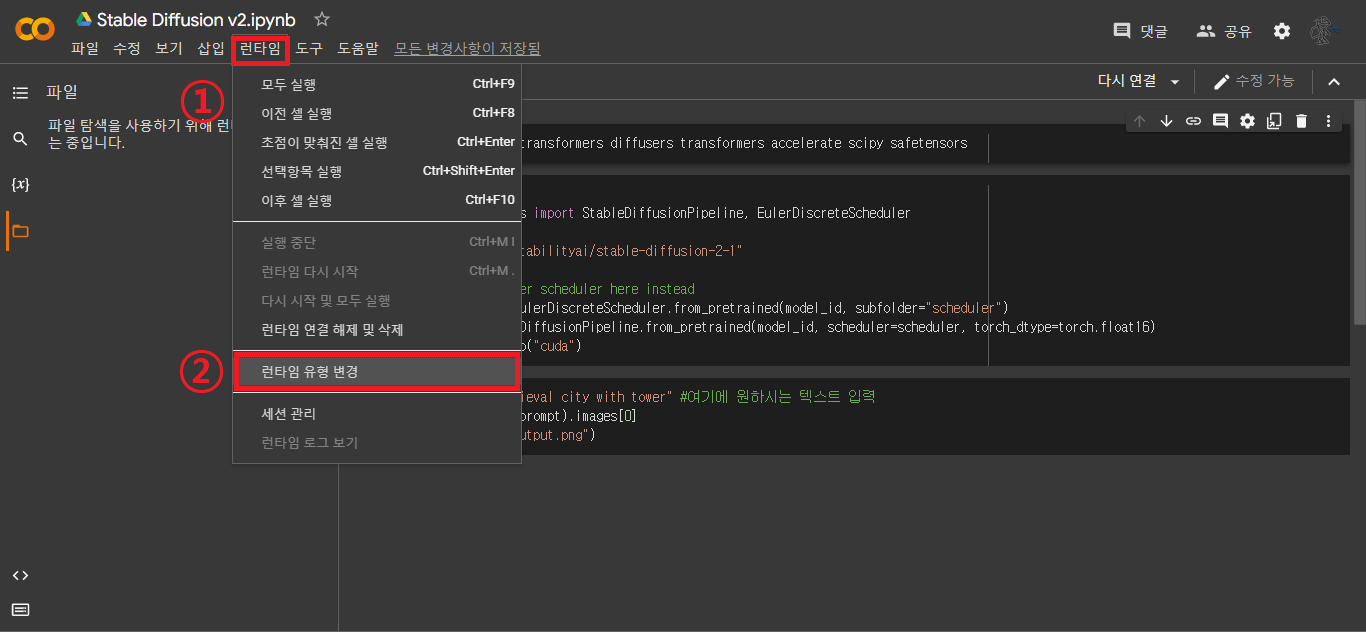 Stable Diffusion v2.ipynb
파일 수정 보기 삽입 런타임 도구 도움말 모든 변경사항이 저장됨
댓글 공유
파일
①
파일 탐색을 사용하기 위해
는 중입니다.
다시 연결 수정 가능
모두 실행 Ctrl+F9
이전 셀 실행 Ctrl+F8
초점이 맞춰진 셀 실행 Ctrl+Enter
선택항목 실행 Ctrl+Shift+Enter
이후 셀 실행 Ctrl+F10
실행 중단 Ctrl+M I
런타임 다시 시작 Ctrl+M .
다시 시작 및 모두 실행
런타임 연결 해제 및 삭제
②
런타임 유형 변경
세션 관리
런타임 로그 보기
{x}
ransformers diffusers transformers accelerate scipy safetensors
s import StableDiffusionPipeline, EulerDiscreteScheduler
tabilityai/stable-diffusion-2-1"
er scheduler here instead
ulerDiscreteScheduler.from_pretrained(model_id, subfolder="scheduler")
DiffusionPipeline.from_pretrained(model_id, scheduler=scheduler, torch_dtype=torch.float16)
("cuda")
ieval city with tower" #여기에 원하시는 텍스트 입력
prompt).images[0]
utput.png")